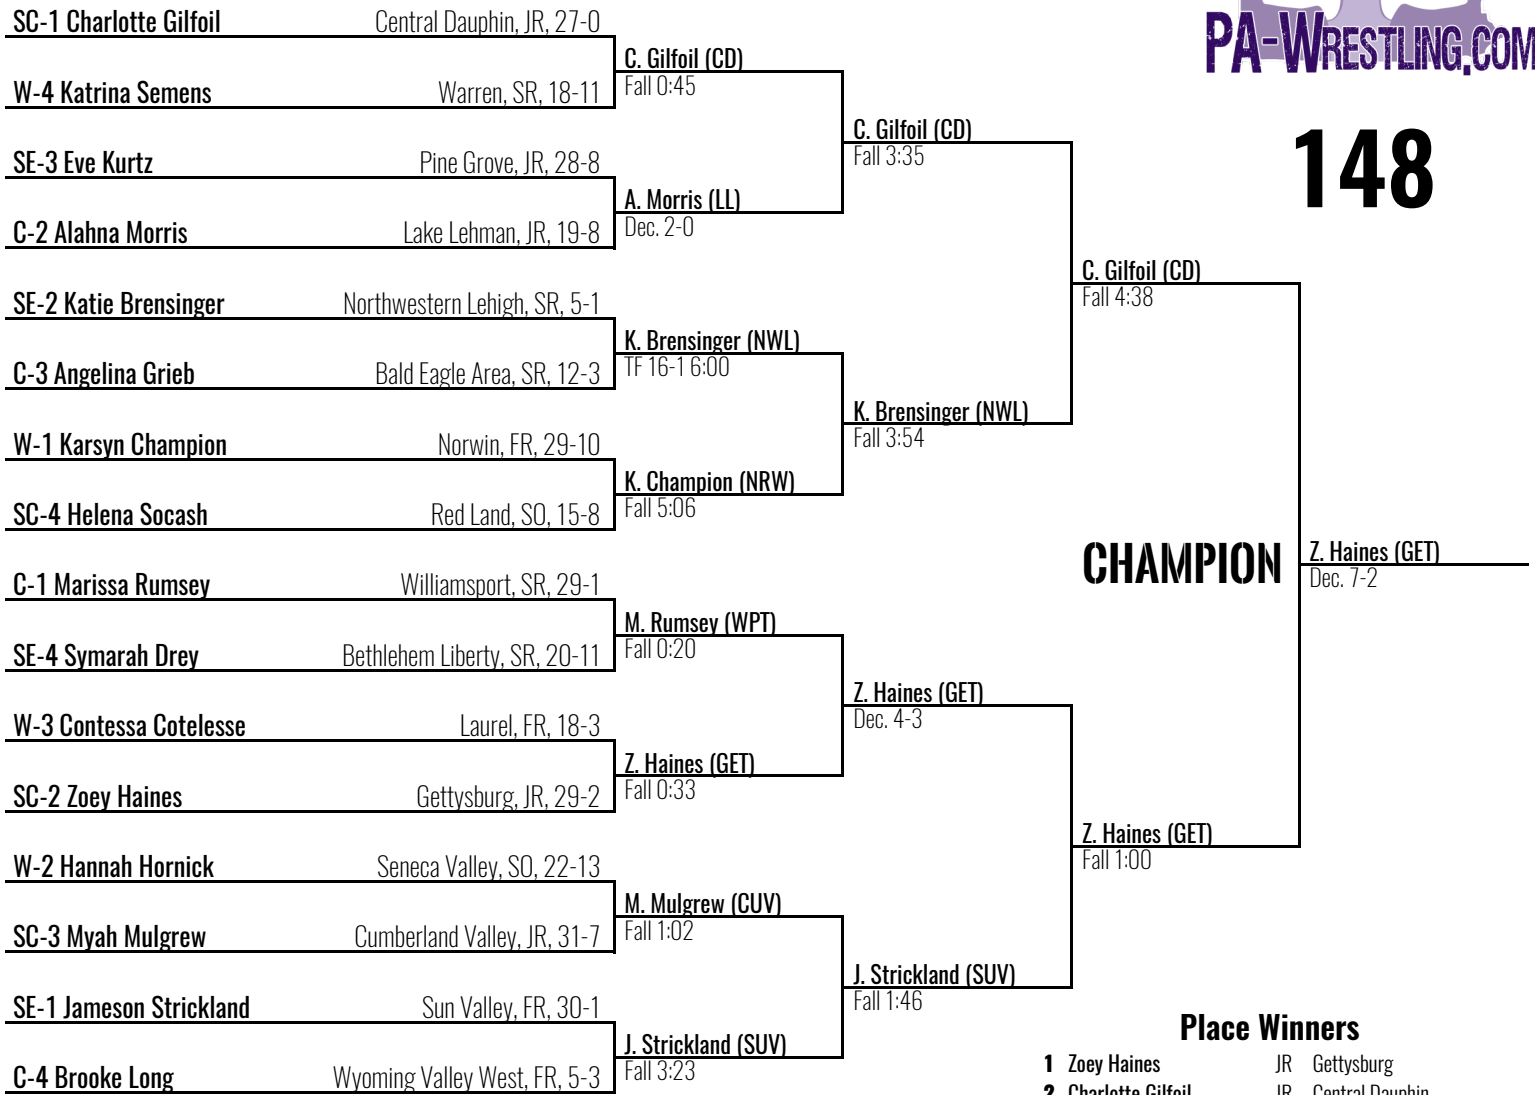 SC-1 Charlotte Gilfoil Central Dauphin, JR, 27-0
W-4 Katrina Semens Warren, SR, 18-11
SE-3 Eve Kurtz Pine Grove, JR, 28-8
C-2 Alahna Morris Lake Lehman, JR, 19-8
SE-2 Katie Brensinger Northwestern Lehigh, SR, 5-1
C-3 Angelina Grieb Bald Eagle Area, SR, 12-3
W-1 Karsyn Champion Norwin, FR, 29-10
SC-4 Helena Socash Red Land, SO, 15-8
C-1 Marissa Rumsey Williamsport, SR, 29-1
SE-4 Symarah Drey Bethlehem Liberty, SR, 20-11
W-3 Contessa Cotelesse Laurel, FR, 18-3
SC-2 Zoey Haines Gettysburg, JR, 29-2
W-2 Hannah Hornick Seneca Valley, SO, 22-13
SC-3 Myah Mulgrew Cumberland Valley, JR, 31-7
SE-1 Jameson Strickland Sun Valley, FR, 30-1
C-4 Brooke Long Wyoming Valley West, FR, 5-3
C. Gilfoil (CD)
Fall 0:45
A. Morris (LL)
Dec. 2-0
K. Brensinger (NWL)
TF 16-1 6:00
K. Champion (NRW)
Fall 5:06
M. Rumsey (WPT)
Fall 0:20
Z. Haines (GET)
Fall 0:33
M. Mulgrew (CUV)
Fall 1:02
J. Strickland (SUV)
Fall 3:23
C. Gilfoil (CD)
Fall 3:35
K. Brensinger (NWL)
Fall 3:54
Z. Haines (GET)
Dec. 4-3
J. Strickland (SUV)
Fall 1:46
C. Gilfoil (CD)
Fall 4:38
Z. Haines (GET)
Fall 1:00
CHAMPION
Z. Haines (GET)
Dec. 7-2
PA-WRESTLING.COM
148
Place Winners
1 Zoey Haines JR Gettysburg
2 Charlotte Gilfoil JR Central Dauphin